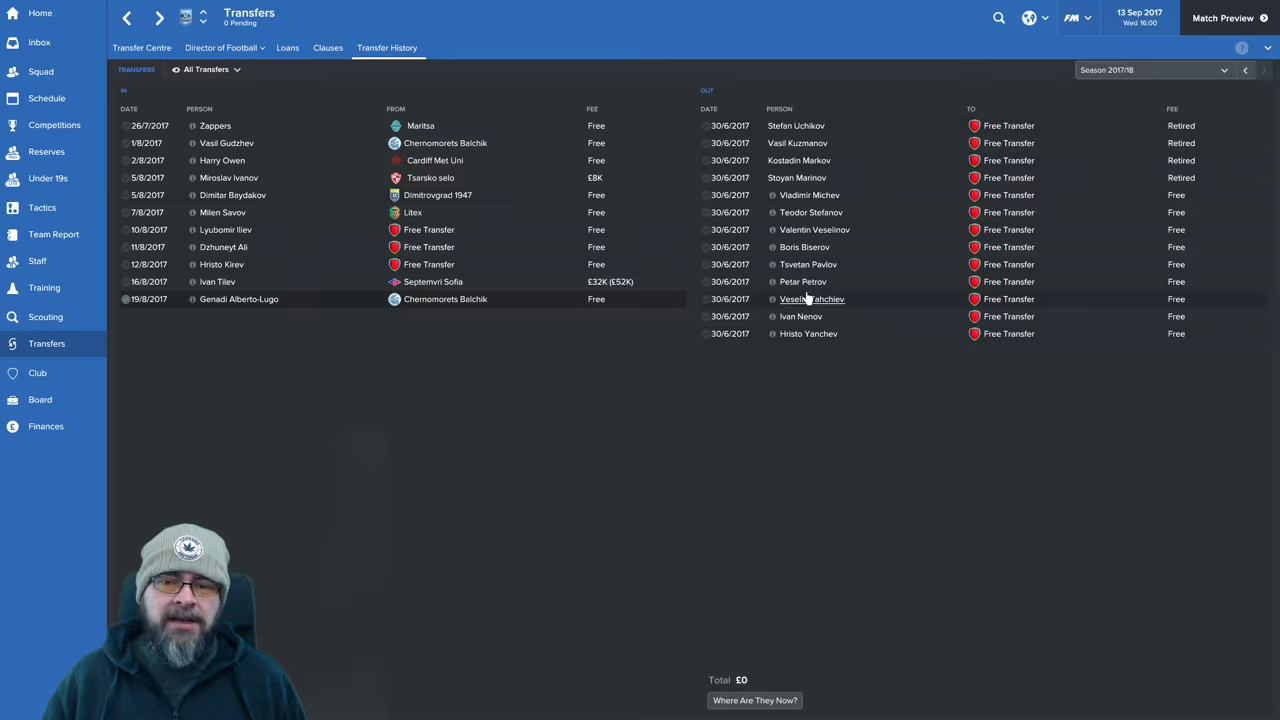 Home
Inbox
Squad
Schedule
Competitions
Reserves
Under 19s
Tactics
Team Report
Staff
Training
Scouting
Transfers
Club
Board
Finances
Transfers
0 Pending
FM
13 Sep 2017
Wed 16:00
Match Preview
Transfer Centre
Director of Football
Loans
Clauses
Transfer History
?
TRANSFERS
All Transfers
Season 2017/18
IN
DATE PERSON FROM FEE
26/7/2017 Zappers Maritsa Free
1/8/2017 Vasil Gudzhev Chernomorets Balchik Free
2/8/2017 Harry Owen Cardiff Met Uni Free
5/8/2017 Miroslav Ivanov Tsarsko selo £8K
5/8/2017 Dimitar Baydakov Dimitrovgrad 1947 Free
7/8/2017 Milen Savov Litex Free
10/8/2017 Lyubomir Iliev Free Transfer Free
11/8/2017 Dzhuneyt Ali Free Transfer Free
12/8/2017 Hristo Kirev Free Transfer Free
16/8/2017 Ivan Tilev Septemvri Sofia £32K (£52K)
19/8/2017 Genadi Alberto-Lugo Chernomorets Balchik Free
OUT
DATE PERSON TO FEE
30/6/2017 Stefan Uchikov Free Transfer Retired
30/6/2017 Vasil Kuzmanov Free Transfer Retired
30/6/2017 Kostadin Markov Free Transfer Retired
30/6/2017 Stoyan Marinov Free Transfer Retired
30/6/2017 Vladimir Michev Free Transfer Free
30/6/2017 Teodor Stefanov Free Transfer Free
30/6/2017 Valentin Veselinov Free Transfer Free
30/6/2017 Boris Biserov Free Transfer Free
30/6/2017 Tsvetan Pavlov Free Transfer Free
30/6/2017 Petar Petrov Free Transfer Free
30/6/2017 Free Transfer Free
30/6/2017 Ivan Nenov Free Transfer Free
30/6/2017 Hristo Yanchev Free Transfer Free
Total £0
Where Are They Now?